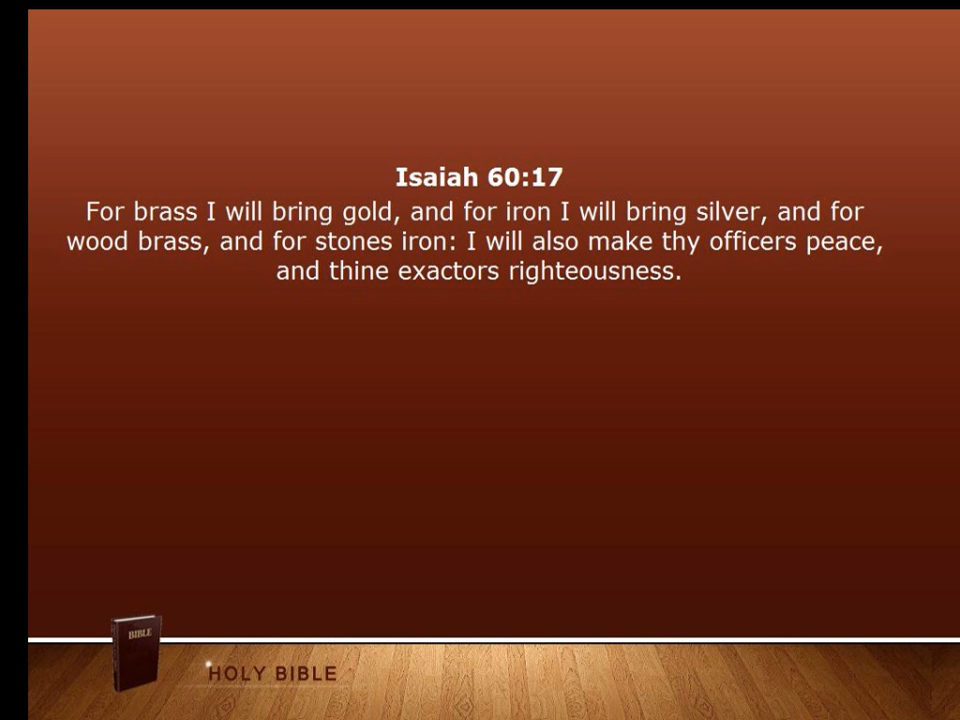 Isaiah 60:17
For brass I will bring gold, and for iron I will bring silver, and for
wood brass, and for stones iron: I will also make thy officers peace,
and thine exactors righteousness.
BIBLE
HOLY BIBLE